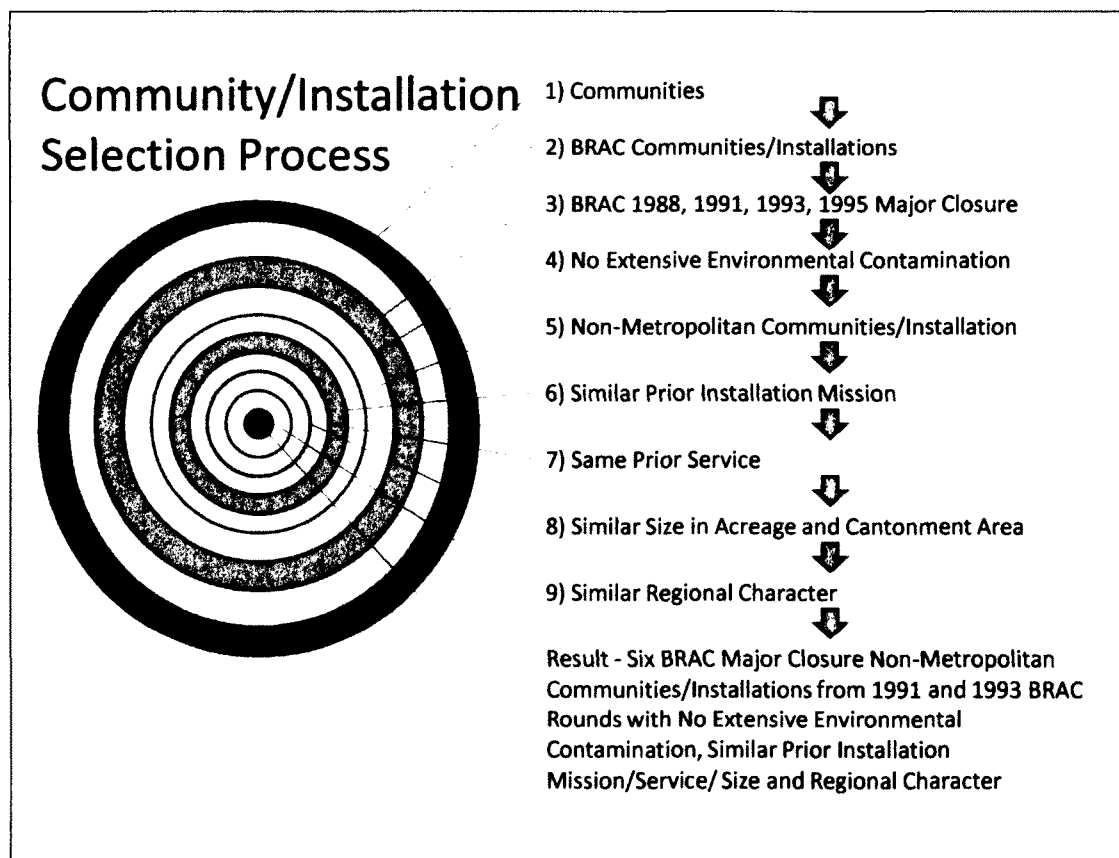 Community/Installation
Selection Process
1) Communities
2) BRAC Communities/Installations
3) BRAC 1988, 1991, 1993, 1995 Major Closure
4) No Extensive Environmental Contamination
5) Non-Metropolitan Communities/Installation
6) Similar Prior Installation Mission
7) Same Prior Service
8) Similar Size in Acreage and Cantonment Area
9) Similar Regional Character
Result - Six BRAC Major Closure Non-Metropolitan
Communities/Installations from 1991 and 1993 BRAC
Rounds with No Extensive Environmental
Contamination, Similar Prior Installation
Mission/Service/ Size and Regional Character